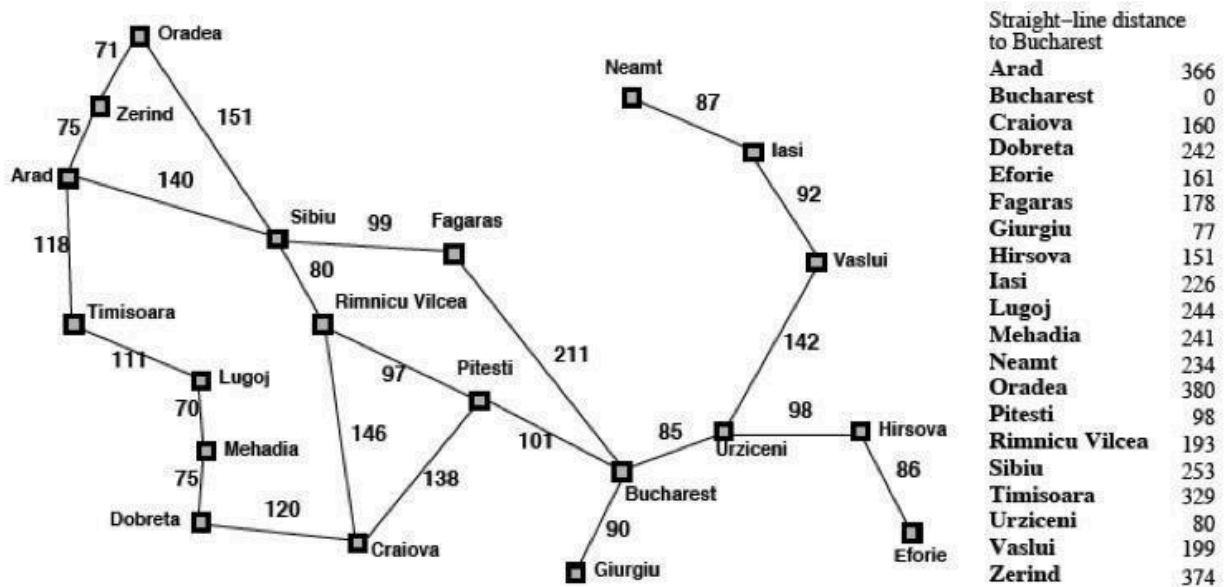 Oradea
71
Neamt
87
Zerind
151
75
Iasi
Arad
140
92
Sibiu
99
Fagaras
118
80
Vaslui
Timisoara
Rimnicu Vilcea
111
211
142
Lugoj
97
Pitesti
70
98
Hirsova
146
101
85
Urziceni
Mehadia
86
75
138
Bucharest
120
Dobreta
90
Craiova
Eforie
Giurgiu
Straight-line distance
to Bucharest
Arad 366
Bucharest 0
Craiova 160
Dobreta 242
Eforie 161
Fagaras 178
Giurgiu 77
Hirsova 151
Iasi 226
Lugoj 244
Mehadia 241
Neamt 234
Oradea 380
Pitesti 98
Rimnicu Vilcea 193
Sibiu 253
Timisoara 329
Urziceni 80
Vaslui 199
Zerind 374